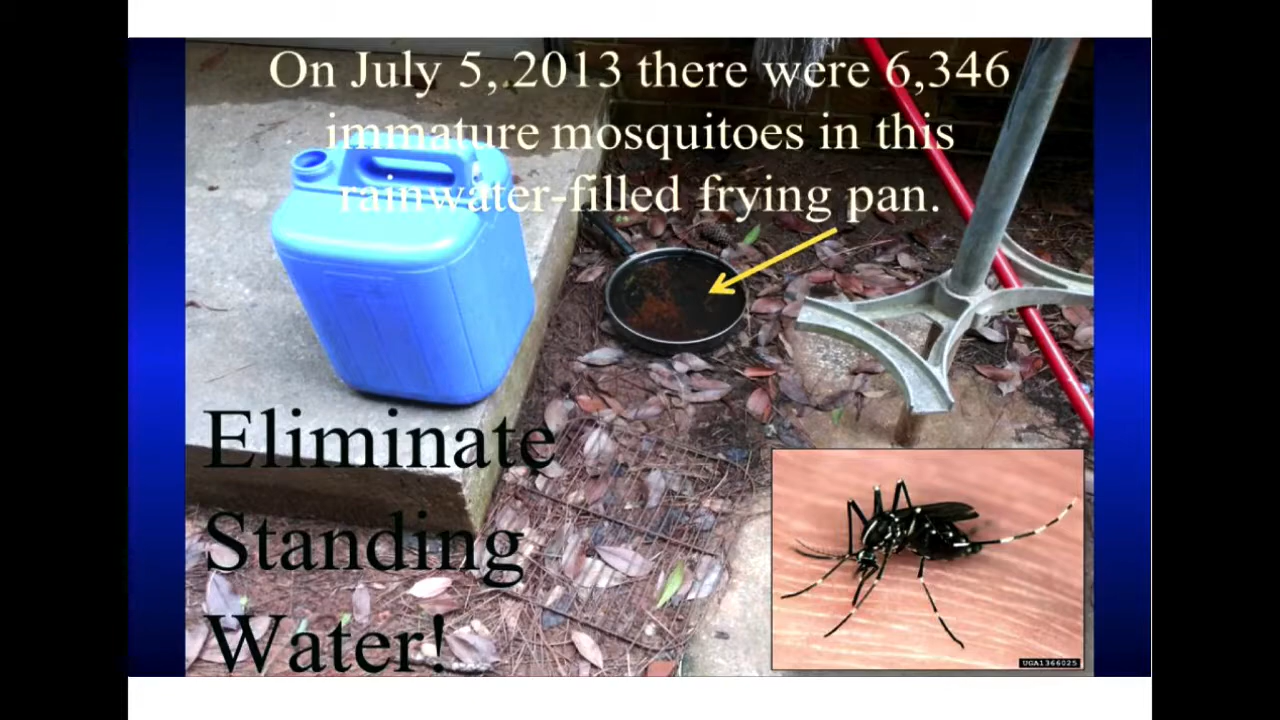 On July 5, 2013 there were 6,346
immature mosquitoes in this
rainwater-filled frying pan.
Eliminate
Standing
Water!
UGA1366025